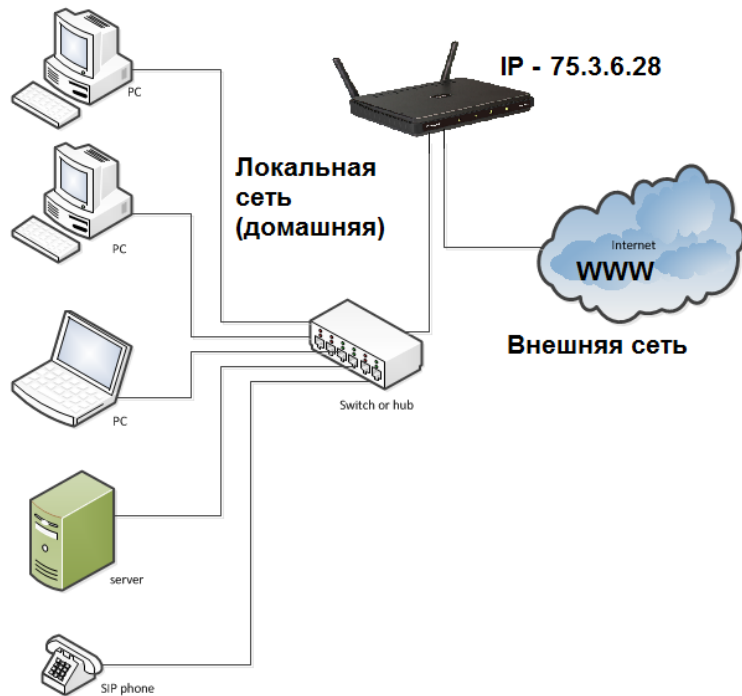 PC
IP - 75.3.6.28
Локальная
сеть
(домашняя)
PC
Internet
WWW
Внешняя сеть
Switch or hub
PC
server
SIP phone